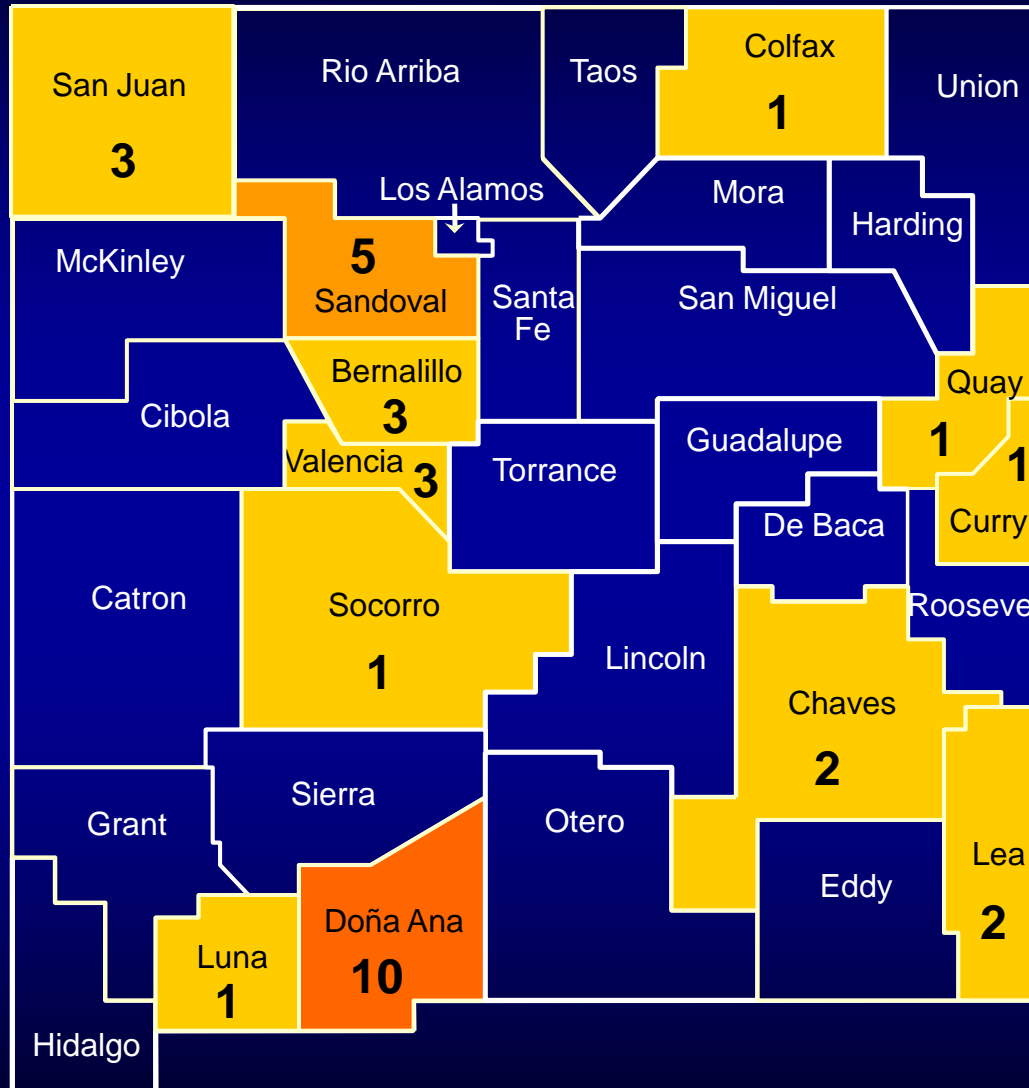 San Juan
3
Rio Arriba
Taos
Colfax
1
Union
Los Alamos
Mora
Harding
McKinley
5
Sandoval
Santa
Fe
San Miguel
Bernalillo
3
Quay
1
Cibola
Guadalupe
Valencia
3
Torrance
1
Curry
De Baca
Catron
Socorro
1
Rooseve
Lincoln
Chaves
2
Sierra
Grant
Otero
Lea
2
Eddy
Doña Ana
10
Luna
1
Hidalgo